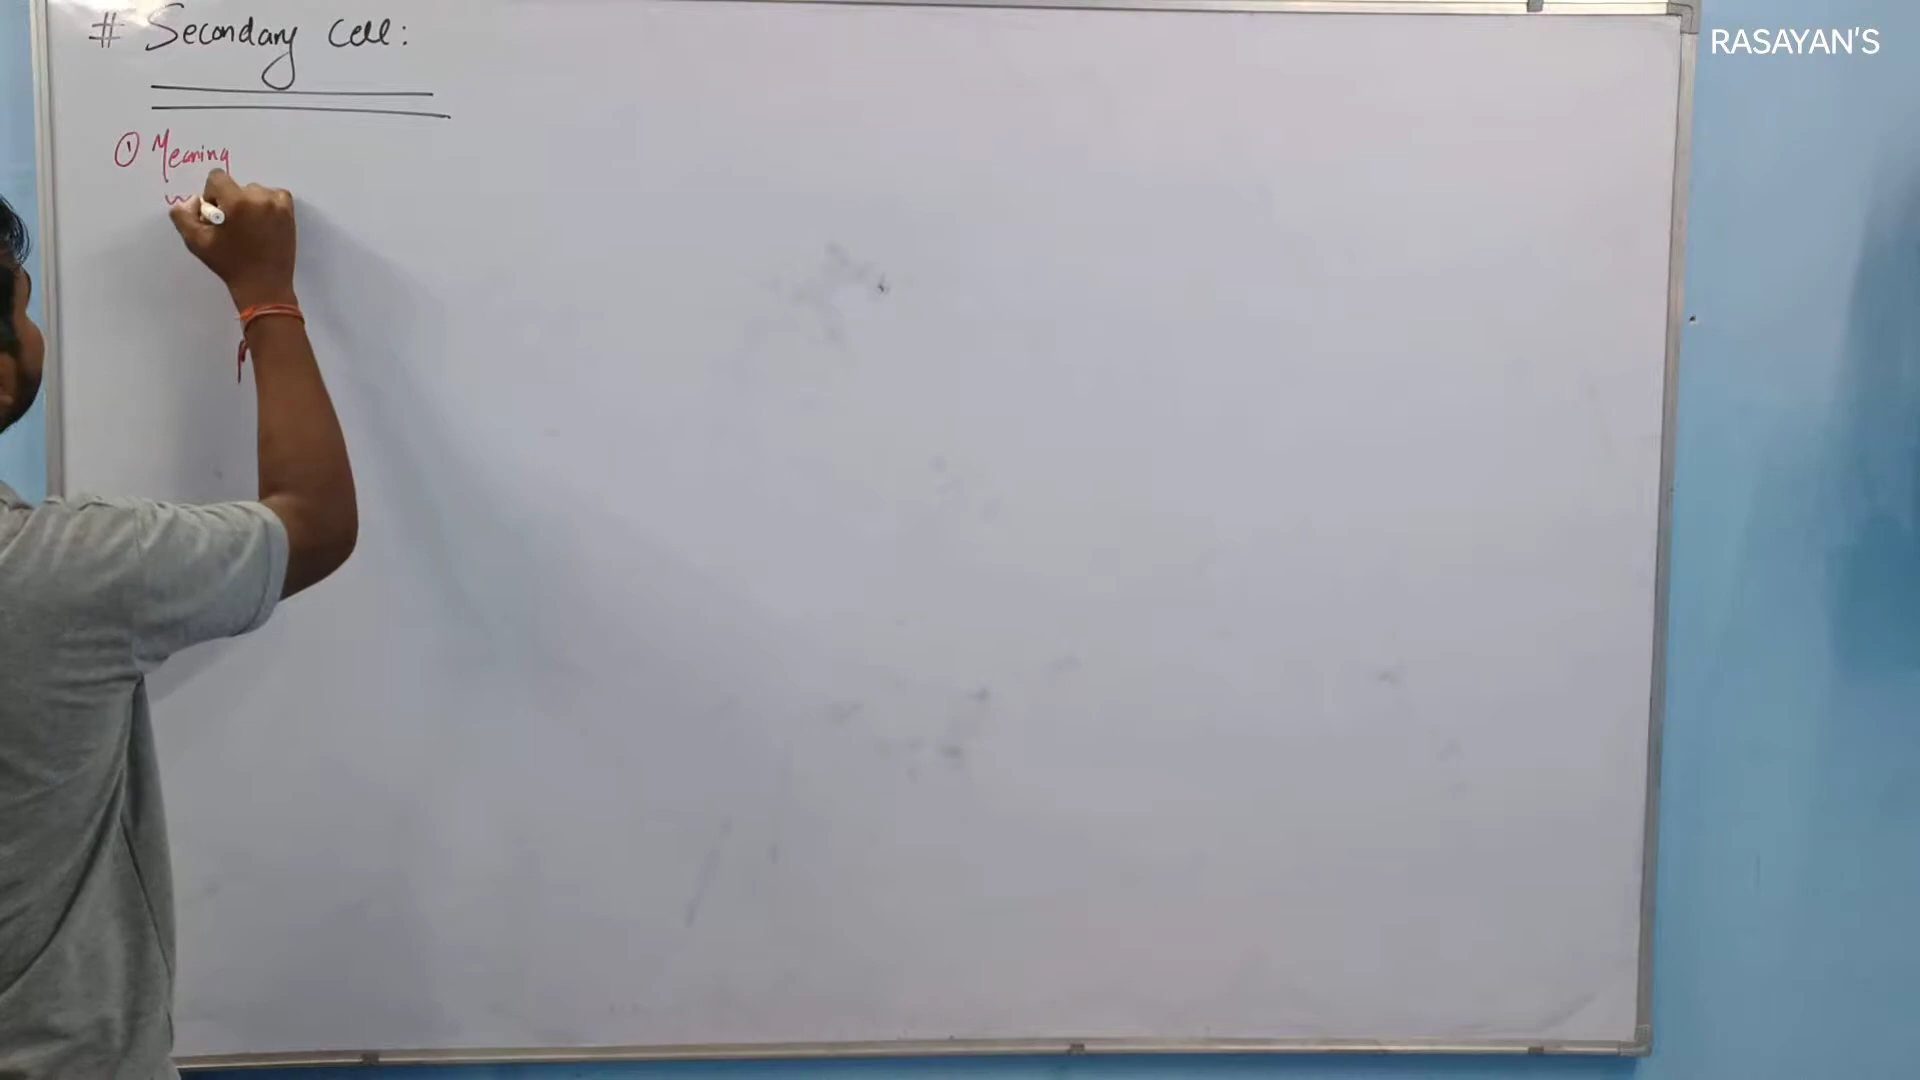 RASAYAN'S
# Secondary Cell:
① Meaning